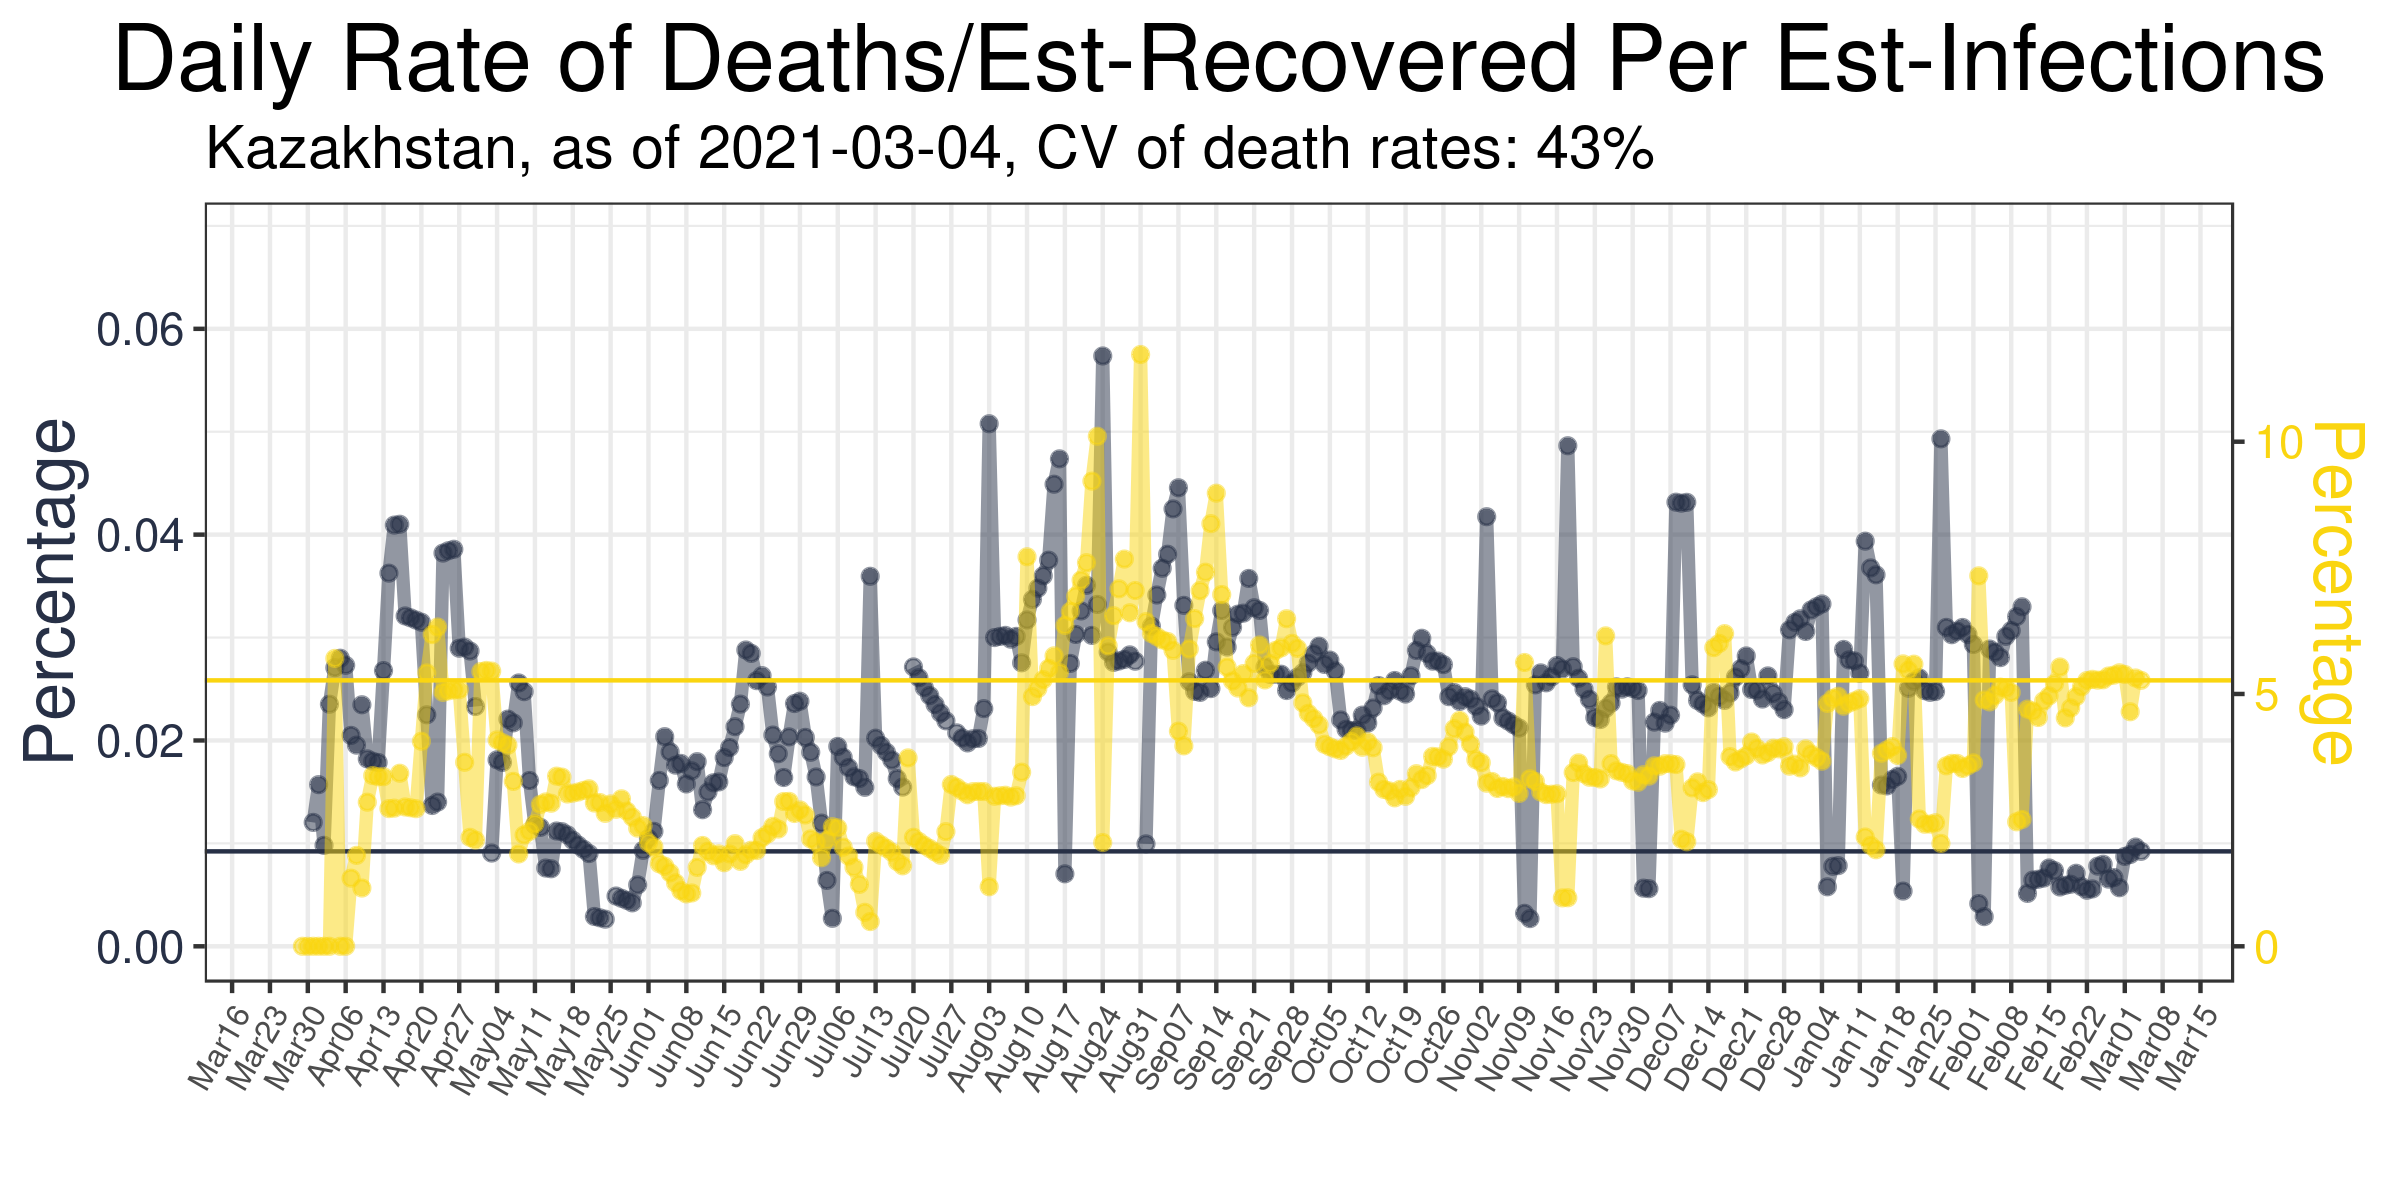 Daily Rate of Deaths/Est-Recovered Per Est-Infections
Kazakhstan, as of 2021-03-04, CV of death rates: 43%
Percentage
0.06
0.04
0.02
0.00
10
5
0
Percentage
Mar16
Mar23
Mar30
Apr06
Apr13
Apr20
Apr27
May04
May11
May18
May25
Jun01
Jun08
Jun15
Jun22
Jun29
Jul06
Jul13
Jul20
Jul27
Aug03
Aug10
Aug17
Aug24
Aug31
Sep07
Sep14
Sep21
Sep28
Oct05
Oct12
Oct19
Oct26
Nov02
Nov09
Nov16
Nov23
Nov30
Dec07
Dec14
Dec21
Dec28
Jan04
Jan11
Jan18
Jan25
Feb01
Feb08
Feb15
Feb22
Mar01
Mar08
Mar15